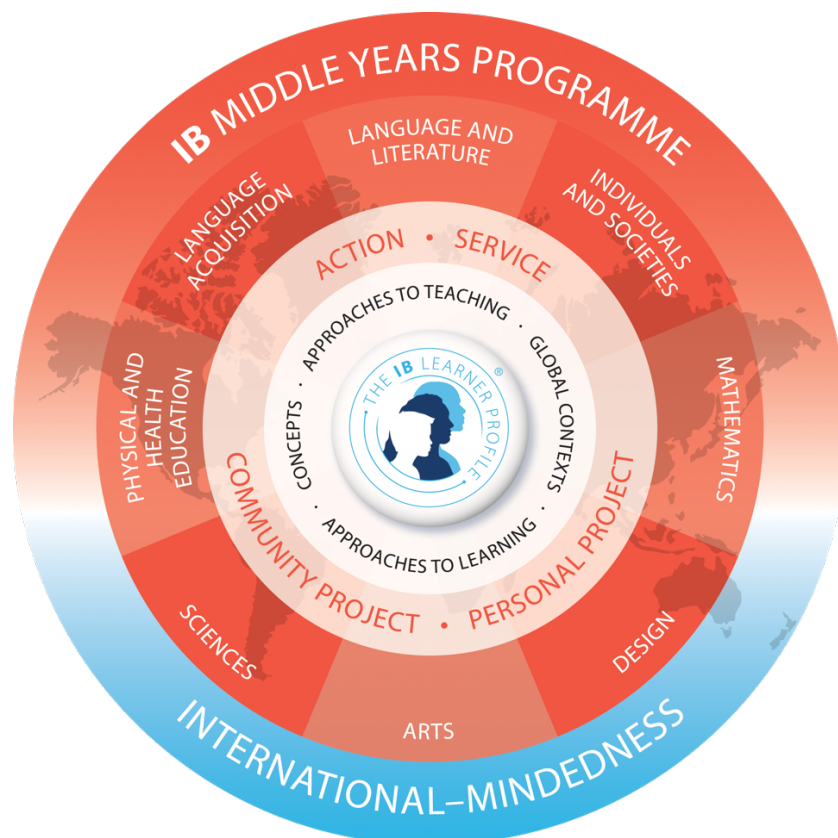 IB MIDDLE YEARS PROGRAMME
LANGUAGE AND
LITERATURE
INDIVIDUALS
AND SOCIETIES
MATHEMATICS
DESIGN
ARTS
SCIENCES
PHYSICAL AND
HEALTH
EDUCATION
LANGUAGE
ACQUISITION
ACTION • SERVICE
PERSONAL PROJECT
• COMMUNITY PROJECT
APPROACHES TO TEACHING ·
GLOBAL CONTEXTS ·
APPROACHES TO LEARNING ·
CONCEPTS ·
• THE IB LEARNER PROFILE • ®
INTERNATIONAL–MINDEDNESS